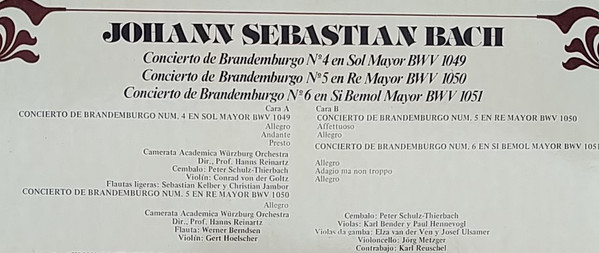 JOHANN SEBASTIAN BACH
Concierto de Brandemburgo Nº 4 en Sol Mayor BWV 1049
Concierto de Brandemburgo Nº 5 en Re Mayor BWV 1050
Concierto de Brandemburgo Nº 6 en Si Bemol Mayor BWV 1051
Cara A
CONCIERTO DE BRANDEMBURGO NUM. 4 EN SOL MAYOR BWV 1049
Allegro
Andante
Presto
Camerata Academica Würzburg Orchestra
Dir., Prof. Hanns Reinartz
Cembalo: Peter Schulz-Thierbach
Violín: Conrad von der Goltz
Flautas ligeras: Sebastian Kelber y Christian Jambor
CONCIERTO DE BRANDEMBURGO NUM. 5 EN RE MAYOR BWV 1050
Allegro
Camerata Academica Würzburg Orchestra
Dir., Prof. Hanns Reinartz
Flauta: Werner Berndsen
Violín: Gert Hoelscher
Cara B
CONCIERTO DE BRANDEMBURGO NUM. 5 EN RE MAYOR BWV 1050
Affettuoso
Allegro
CONCIERTO DE BRANDEMBURGO NUM. 6 EN SI BEMOL MAYOR BWV 1051
Allegro
Adagio ma non troppo
Allegro
Cembalo: Peter Schulz-Thierbach
Violas: Karl Bender y Paul Hennevogl
Violas da gamba: Elza van der Ven y Josef Ulsamer
Violoncello: Jörg Metzger
Contrabajo: Karl Reuschel